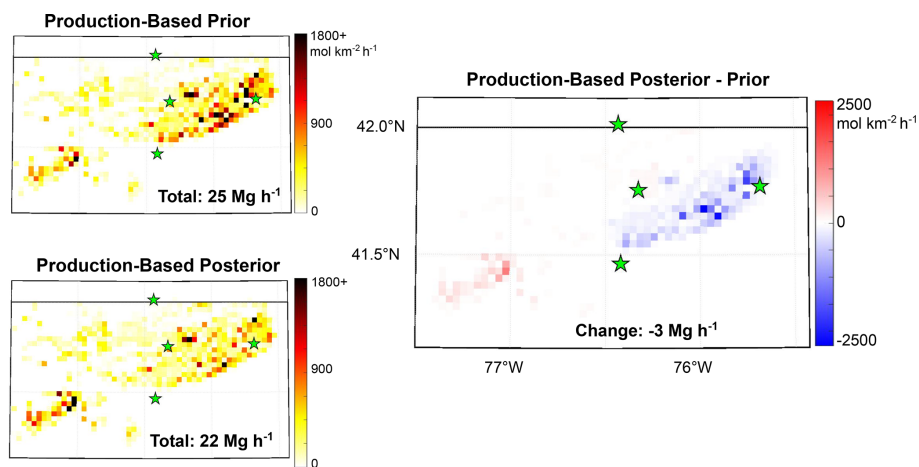 Production-Based Prior
1800+
mol km⁻² h⁻¹
900
0
Total: 25 Mg h⁻¹
Production-Based Posterior
1800+
900
0
Total: 22 Mg h⁻¹
Production-Based Posterior - Prior
2500
mol km⁻² h⁻¹
0
-2500
42.0°N
41.5°N
Change: -3 Mg h⁻¹
77°W
76°W